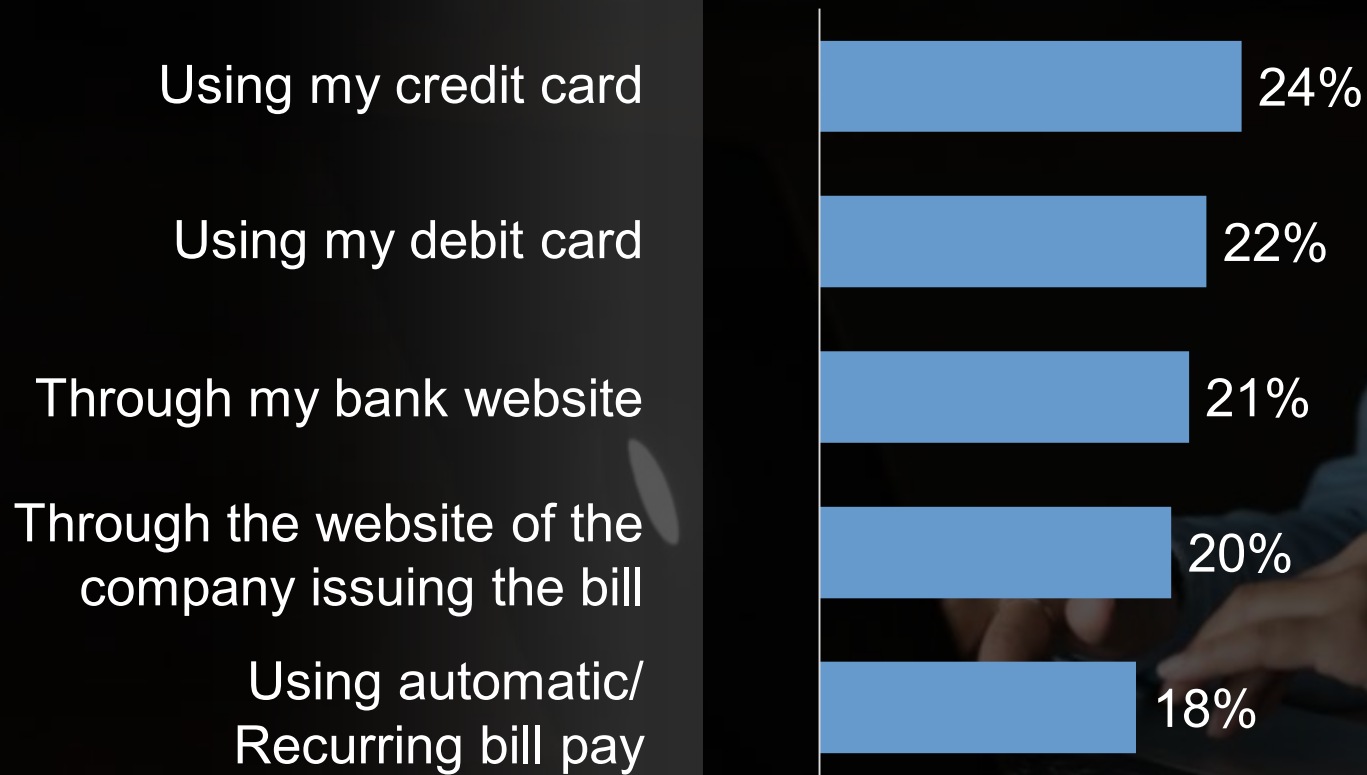 Using my credit card
24%
Using my debit card
22%
Through my bank website
21%
Through the website of the
company issuing the bill
20%
Using automatic/
Recurring bill pay
18%